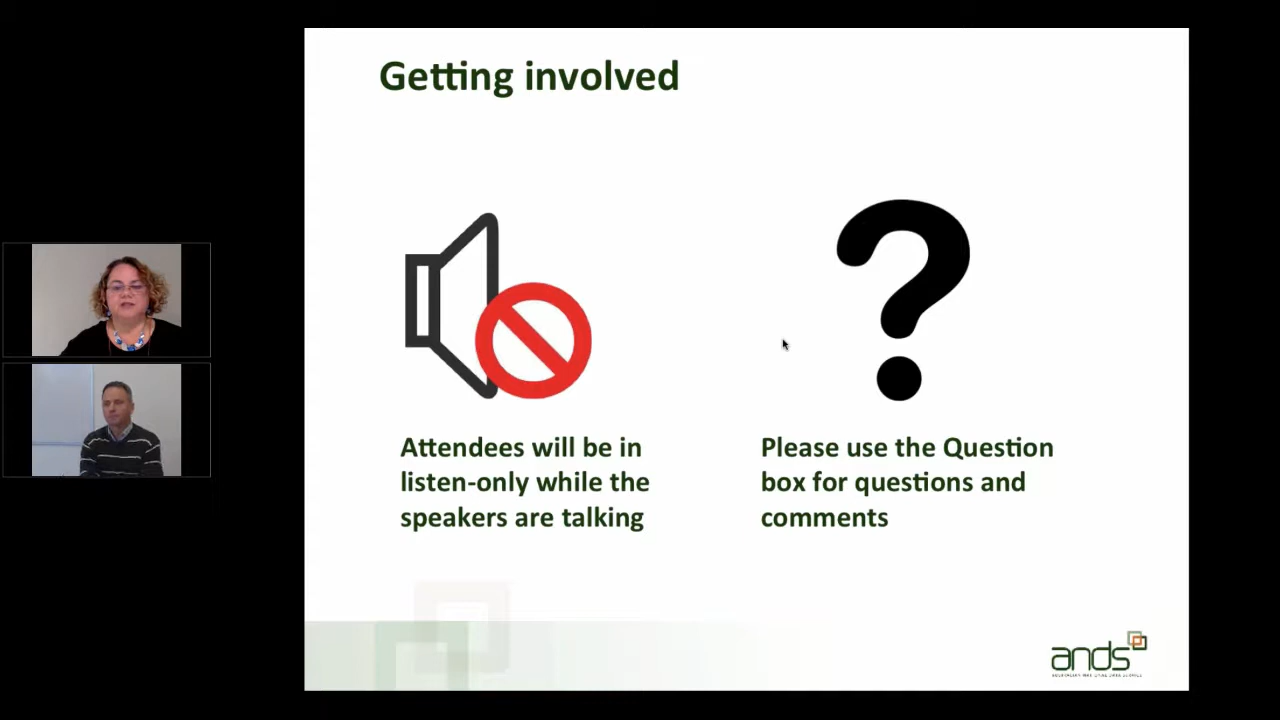 Getting involved
Attendees will be in
listen-only while the
speakers are talking
Please use the Question
box for questions and
comments
ands